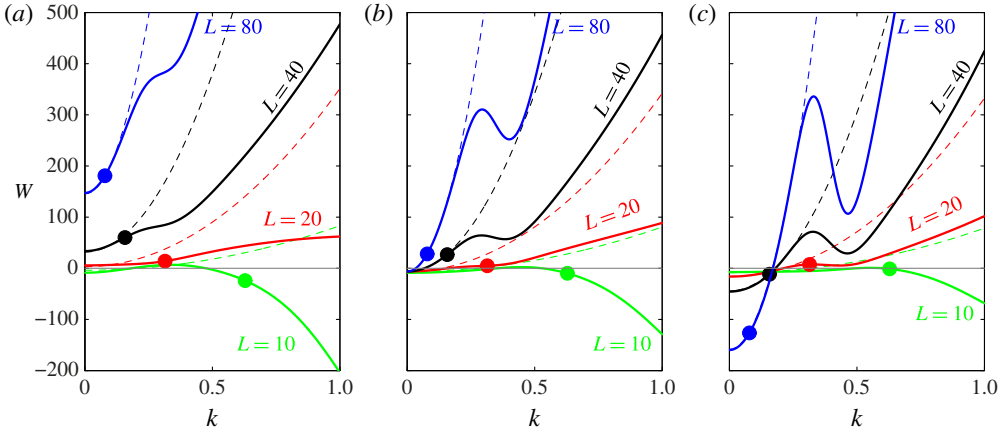 (a) (b) (c)
500 L = 80 L = 80 L = 80
400 L = 40 L = 40 L = 40
300
W 200
100 L = 20 L = 20 L = 20
0
−100 L = 10 L = 10 L = 10
−200
0 0.5 1.0 0 0.5 1.0 0 0.5 1.0
k k k